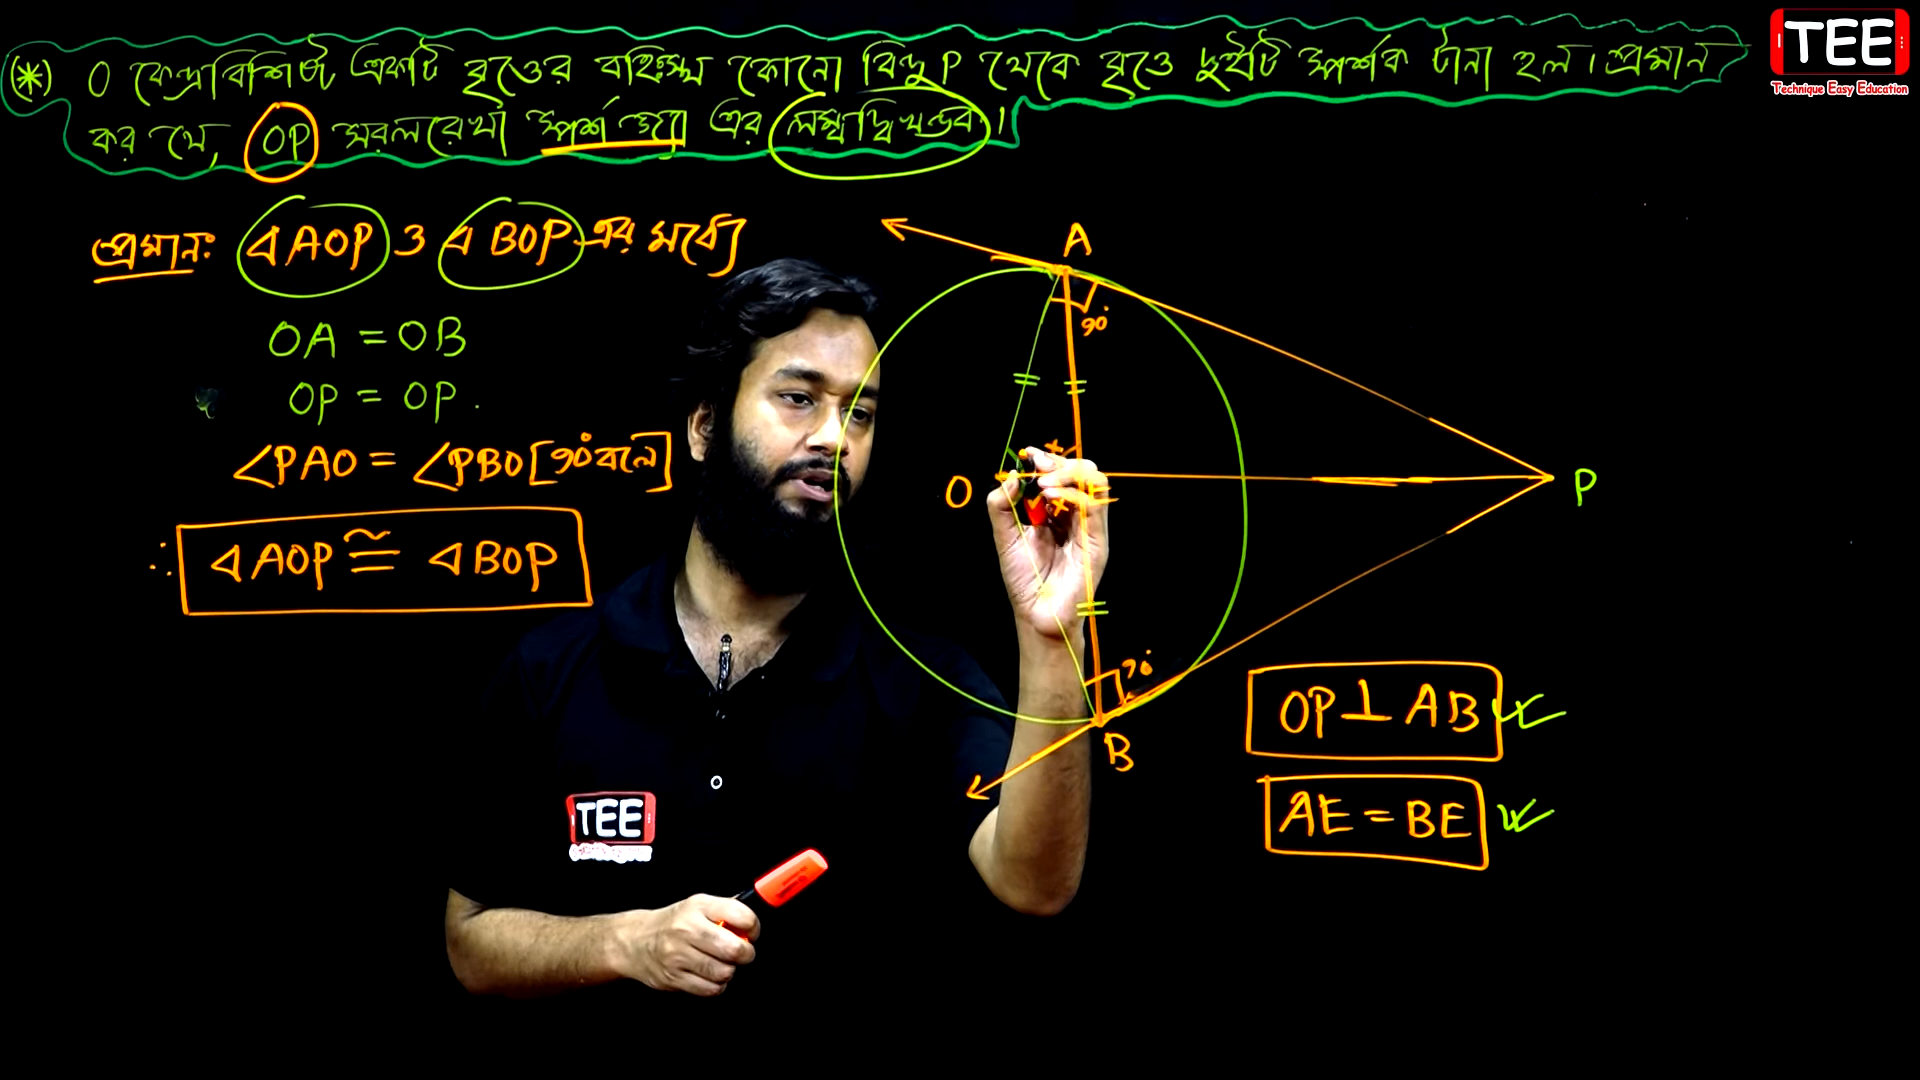 (*) O কেন্দ্রবিশিষ্ট একটি বৃত্তের বহিঃস্থ কোনো বিন্দু P থেকে বৃত্তে দুইটি স্পর্শক টানা হল। প্রমান
কর যে, OP সরলরেখা স্পর্শ জ্যা এর লম্বদ্বিখন্ডক।
TEE
Technique Easy Education
প্রমান: ⊲AOP ও ⊲BOP এর মধ্যে
OA = OB
OP = OP.
∠PAO = ∠PBO [90° বলে]
∴ ⊲AOP ≅ ⊲BOP
A
90°
O
P
90°
B
OP⊥AB
AE = BE
TEE